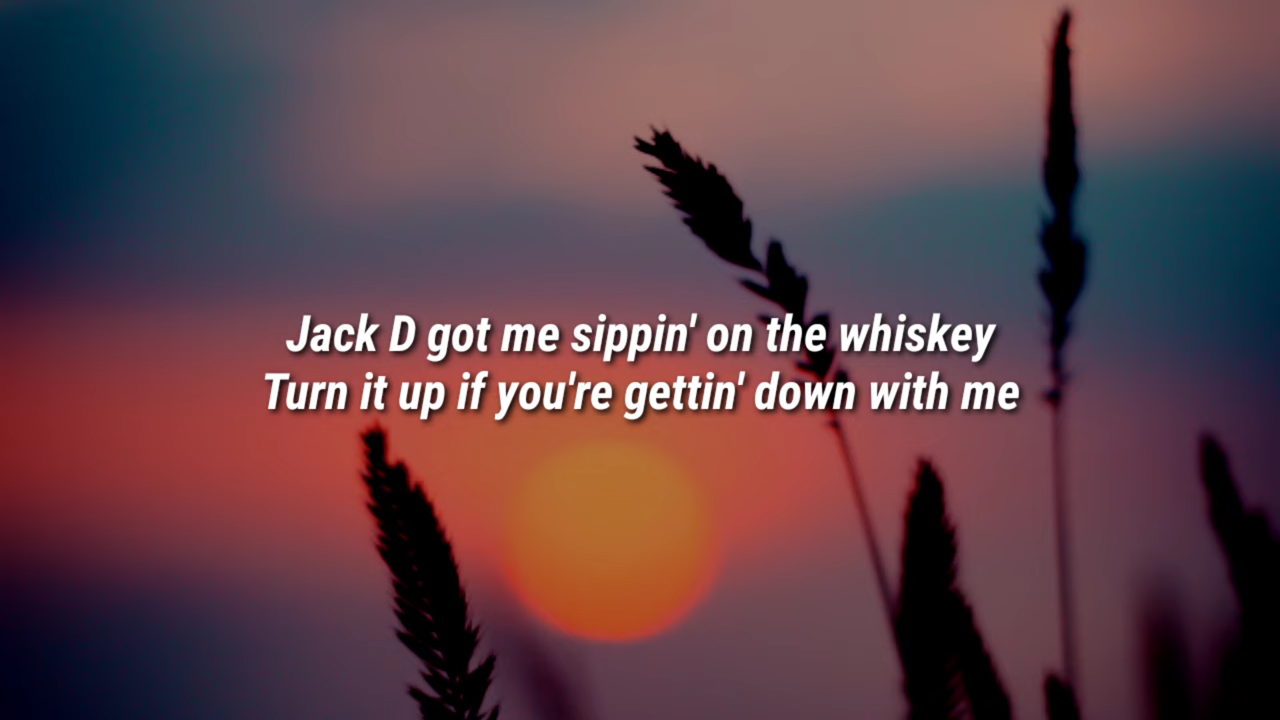 Jack D got me sippin' on the whiskey
Turn it up if you're gettin' down with me